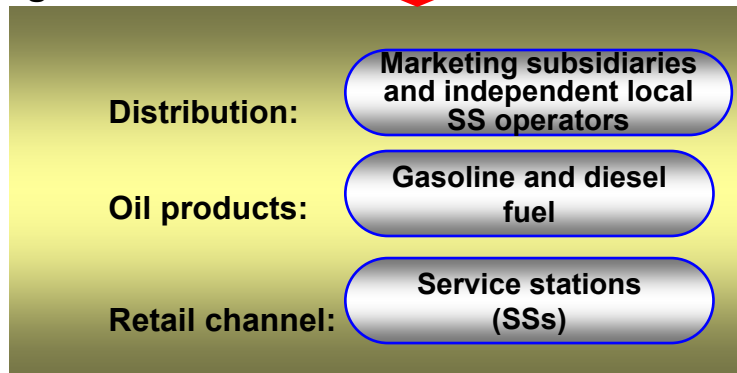 Distribution:
Marketing subsidiaries
and independent local
SS operators
Oil products:
Gasoline and diesel
fuel
Retail channel:
Service stations
(SSs)